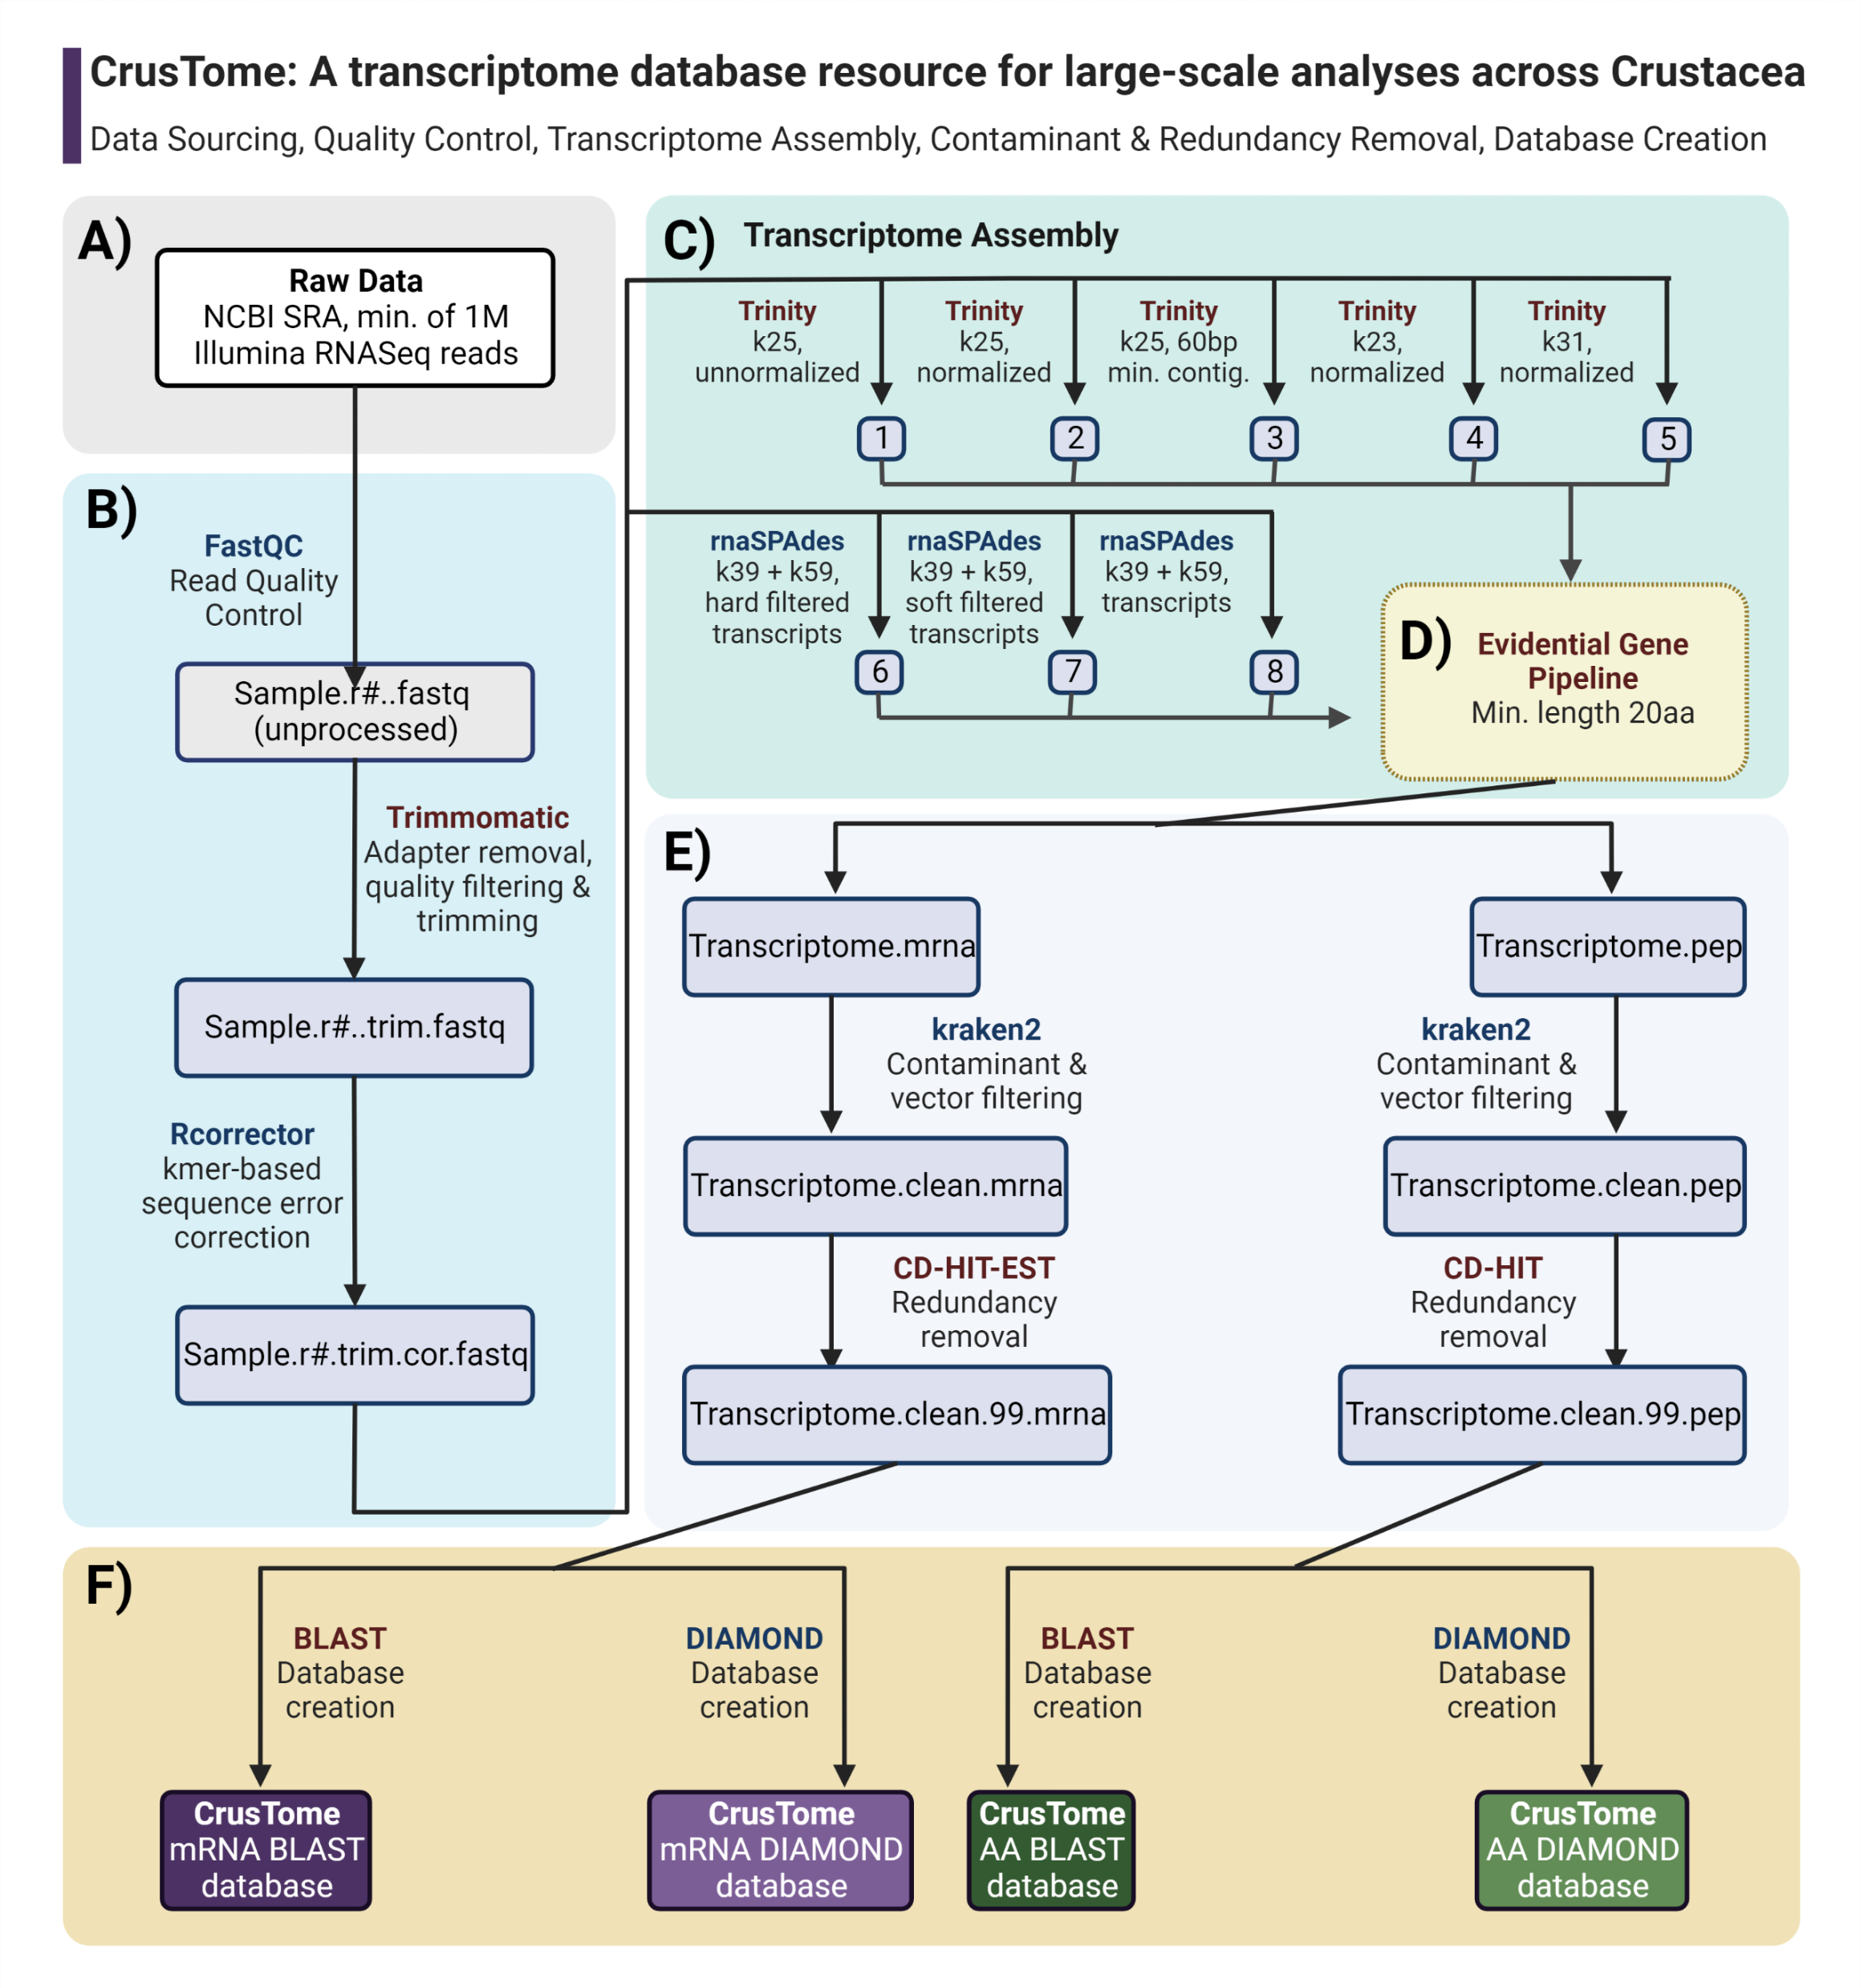 CrusTome: A transcriptome database resource for large-scale analyses across Crustacea
Data Sourcing, Quality Control, Transcriptome Assembly, Contaminant & Redundancy Removal, Database Creation
A)
Raw Data
NCBI SRA, min. of 1M
Illumina RNASeq reads
B)
FastQC
Read Quality
Control
Sample.r#..fastq
(unprocessed)
Trimmomatic
Adapter removal,
quality filtering &
trimming
Sample.r#..trim.fastq
Rcorrector
kmer-based
sequence error
correction
Sample.r#.trim.cor.fastq
C)
Transcriptome Assembly
Trinity
k25,
unnormalized
Trinity
k25,
normalized
Trinity
k25, 60bp
min. contig.
Trinity
k23,
normalized
Trinity
k31,
normalized
1
2
3
4
5
rnaSPAdes
k39 + k59,
hard filtered
transcripts
rnaSPAdes
k39 + k59,
soft filtered
transcripts
rnaSPAdes
k39 + k59,
transcripts
6
7
8
D)
Evidential Gene
Pipeline
Min. length 20aa
E)
Transcriptome.mrna
kraken2
Contaminant &
vector filtering
Transcriptome.clean.mrna
CD-HIT-EST
Redundancy
removal
Transcriptome.clean.99.mrna
Transcriptome.pep
kraken2
Contaminant &
vector filtering
Transcriptome.clean.pep
CD-HIT
Redundancy
removal
Transcriptome.clean.99.pep
F)
BLAST
Database
creation
DIAMOND
Database
creation
BLAST
Database
creation
DIAMOND
Database
creation
CrusTome
mRNA BLAST
database
CrusTome
mRNA DIAMOND
database
CrusTome
AA BLAST
database
CrusTome
AA DIAMOND
database